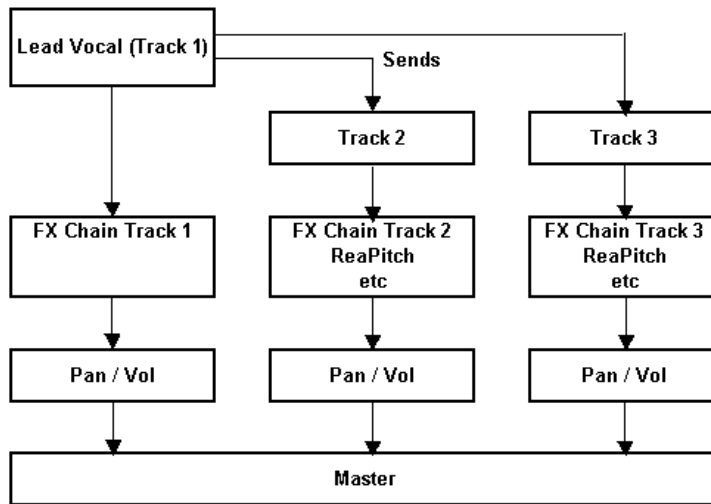 Lead Vocal (Track 1)
Sends
Track 2
Track 3
FX Chain Track 1
FX Chain Track 2
ReaPitch
etc
FX Chain Track 3
ReaPitch
etc
Pan / Vol
Pan / Vol
Pan / Vol
Master